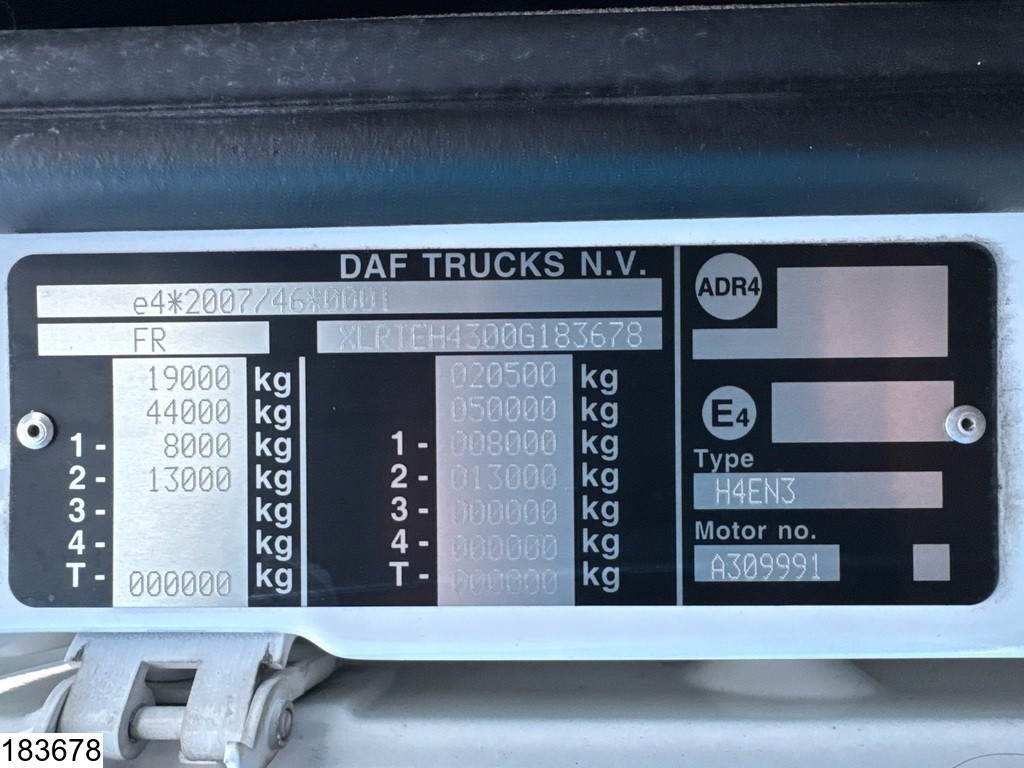 DAF TRUCKS N.V.
e4*2007/46*0001
FR XLRTEH4300G183678
19000 kg 020500 kg
44000 kg 050000 kg
1- 8000 kg 1- 008000 kg
2- 13000 kg 2- 013000 kg
3- kg 3- 000000 kg
4- kg 4- 000000 kg
T- 000000 kg T- 000000 kg
ADR4
E4
Type
H4EN3
Motor no.
A309991
183678